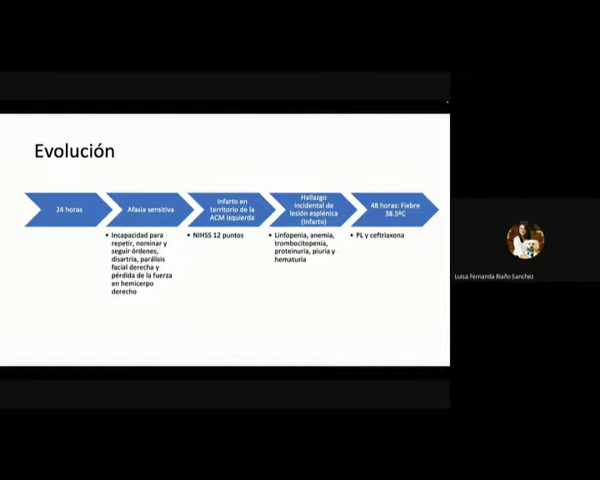 Evolución
24 horas
Afasia sensitiva
Infarto en
territorio de la
ACM izquierda
Hallazgo
incidental de
lesión esplénica
(Infarto)
48 horas: Fiebre
38.5ºC
• Incapacidad para
repetir, nominar y
seguir órdenes,
disartria, parálisis
facial derecha y
pérdida de la fuerza
en hemicerpo
derecho
• NIHSS 12 puntos
• Linfopenia, anemia,
trombocitopenia,
proteinuria, piuria y
hematuria
• PL y ceftriaxona
Luisa Fernanda Riaño Sanchez